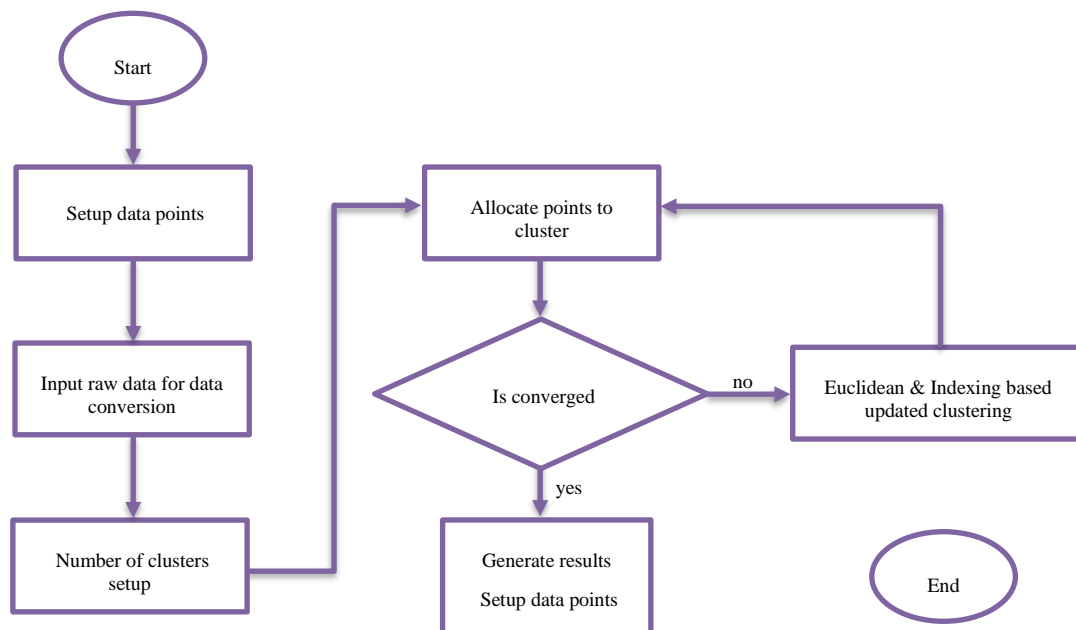 Start
Setup data points
Input raw data for data
conversion
Number of clusters
setup
Allocate points to
cluster
Is converged
no
Euclidean & Indexing based
updated clustering
yes
Generate results
Setup data points
End